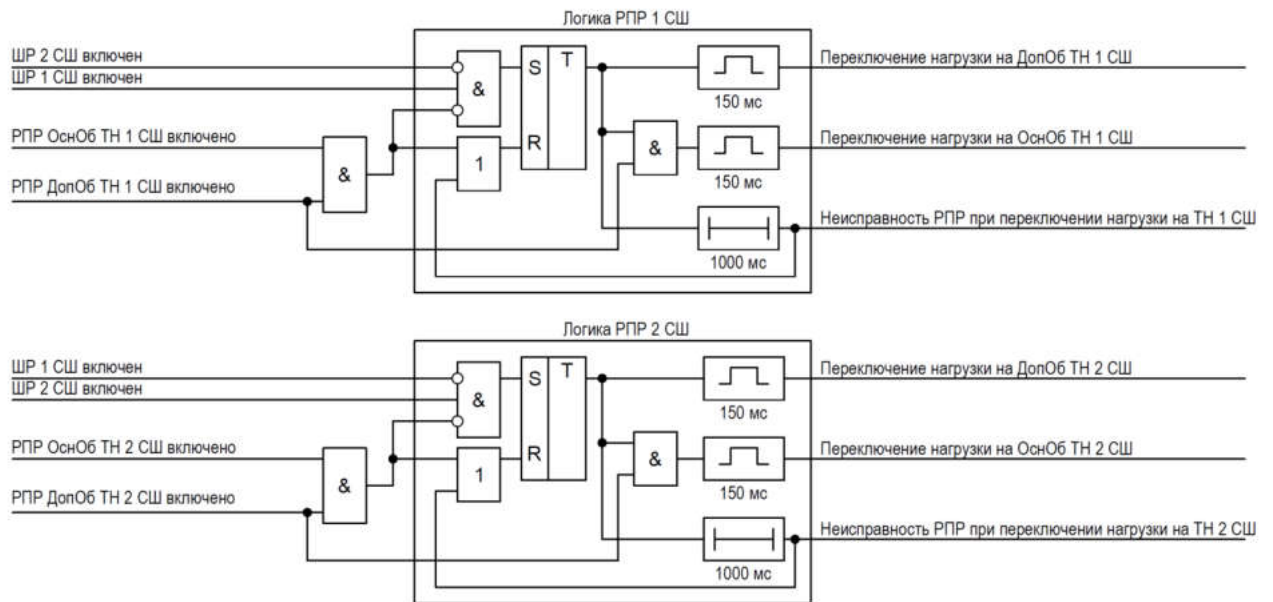 Логика РПР 1 СШ
ШР 2 СШ включен
ШР 1 СШ включен
РПР ОснОб ТН 1 СШ включено
РПР ДопОб ТН 1 СШ включено
&
&
1
S T
R
&
150 мс
150 мс
1000 мс
Переключение нагрузки на ДопОб ТН 1 СШ
Переключение нагрузки на ОснОб ТН 1 СШ
Неисправность РПР при переключении нагрузки на ТН 1 СШ
Логика РПР 2 СШ
ШР 1 СШ включен
ШР 2 СШ включен
РПР ОснОб ТН 2 СШ включено
РПР ДопОб ТН 2 СШ включено
&
&
1
S T
R
&
150 мс
150 мс
1000 мс
Переключение нагрузки на ДопОб ТН 2 СШ
Переключение нагрузки на ОснОб ТН 2 СШ
Неисправность РПР при переключении нагрузки на ТН 2 СШ